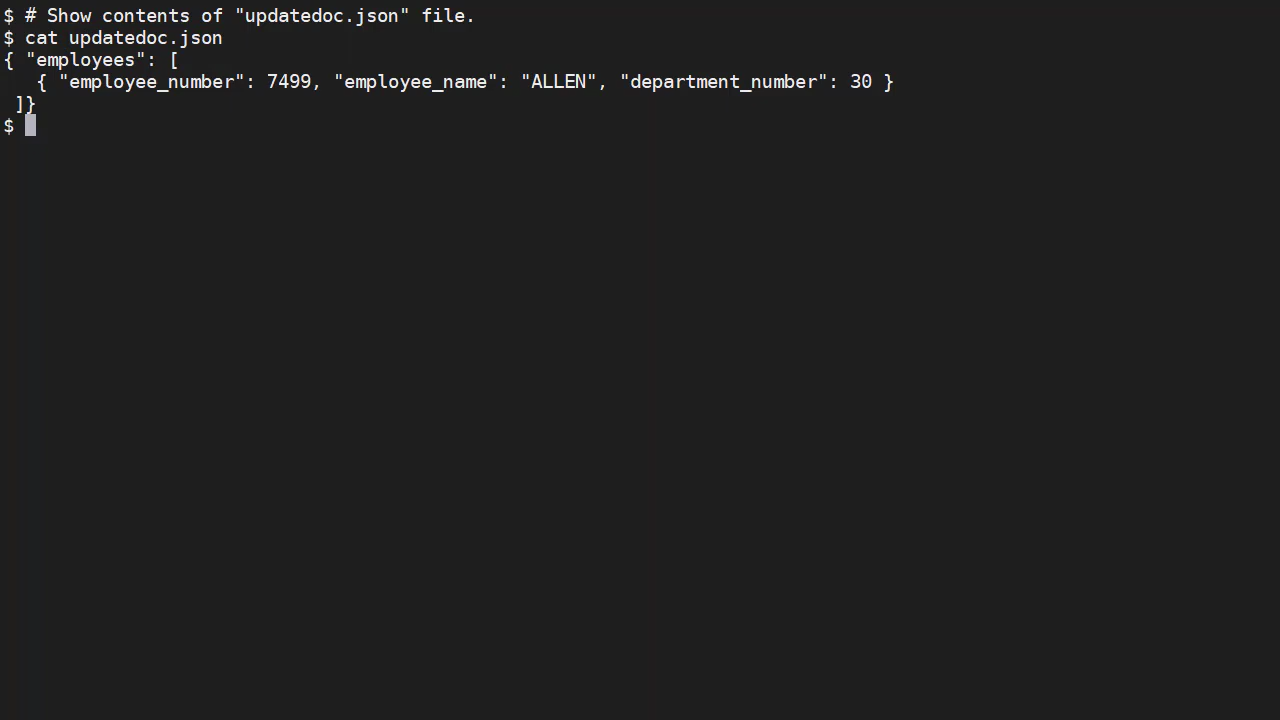 $ # Show contents of "updatedoc.json" file.
$ cat updatedoc.json
{ "employees": [
   { "employee_number": 7499, "employee_name": "ALLEN", "department_number": 30 }
 ]}
$